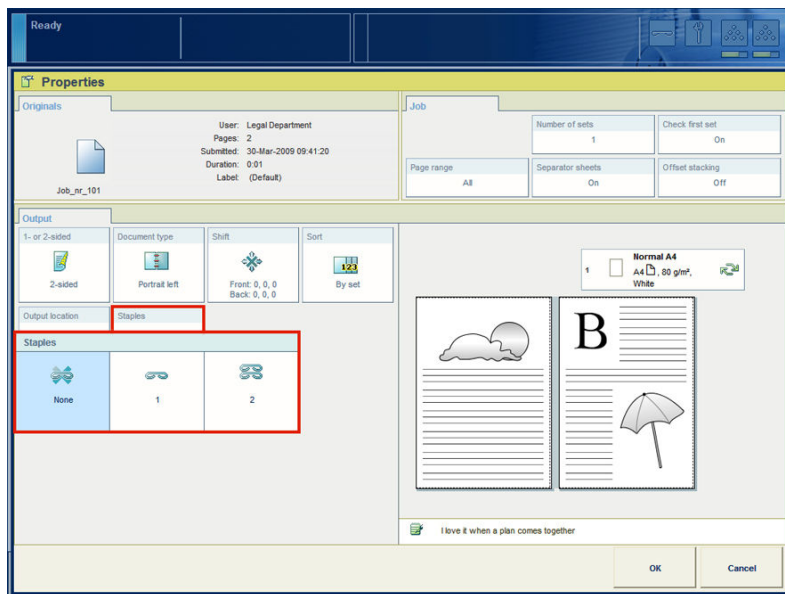 Ready
Properties
Originals
User: Legal Department
Pages: 2
Submitted: 30-Mar-2009 09:41:20
Duration: 0:01
Label: (Default)
Job_nr_101
Job
Number of sets
1
Check first set
On
Page range
All
Separator sheets
On
Offset stacking
Off
Output
1- or 2-sided
2-sided
Document type
Portrait left
Shift
Front: 0, 0, 0
Back: 0, 0, 0
Sort
123
By set
Output location
Staples
Staples
None
1
2
1
Normal A4
A4 , 80 g/m²,
White
B
I love it when a plan comes together
OK
Cancel